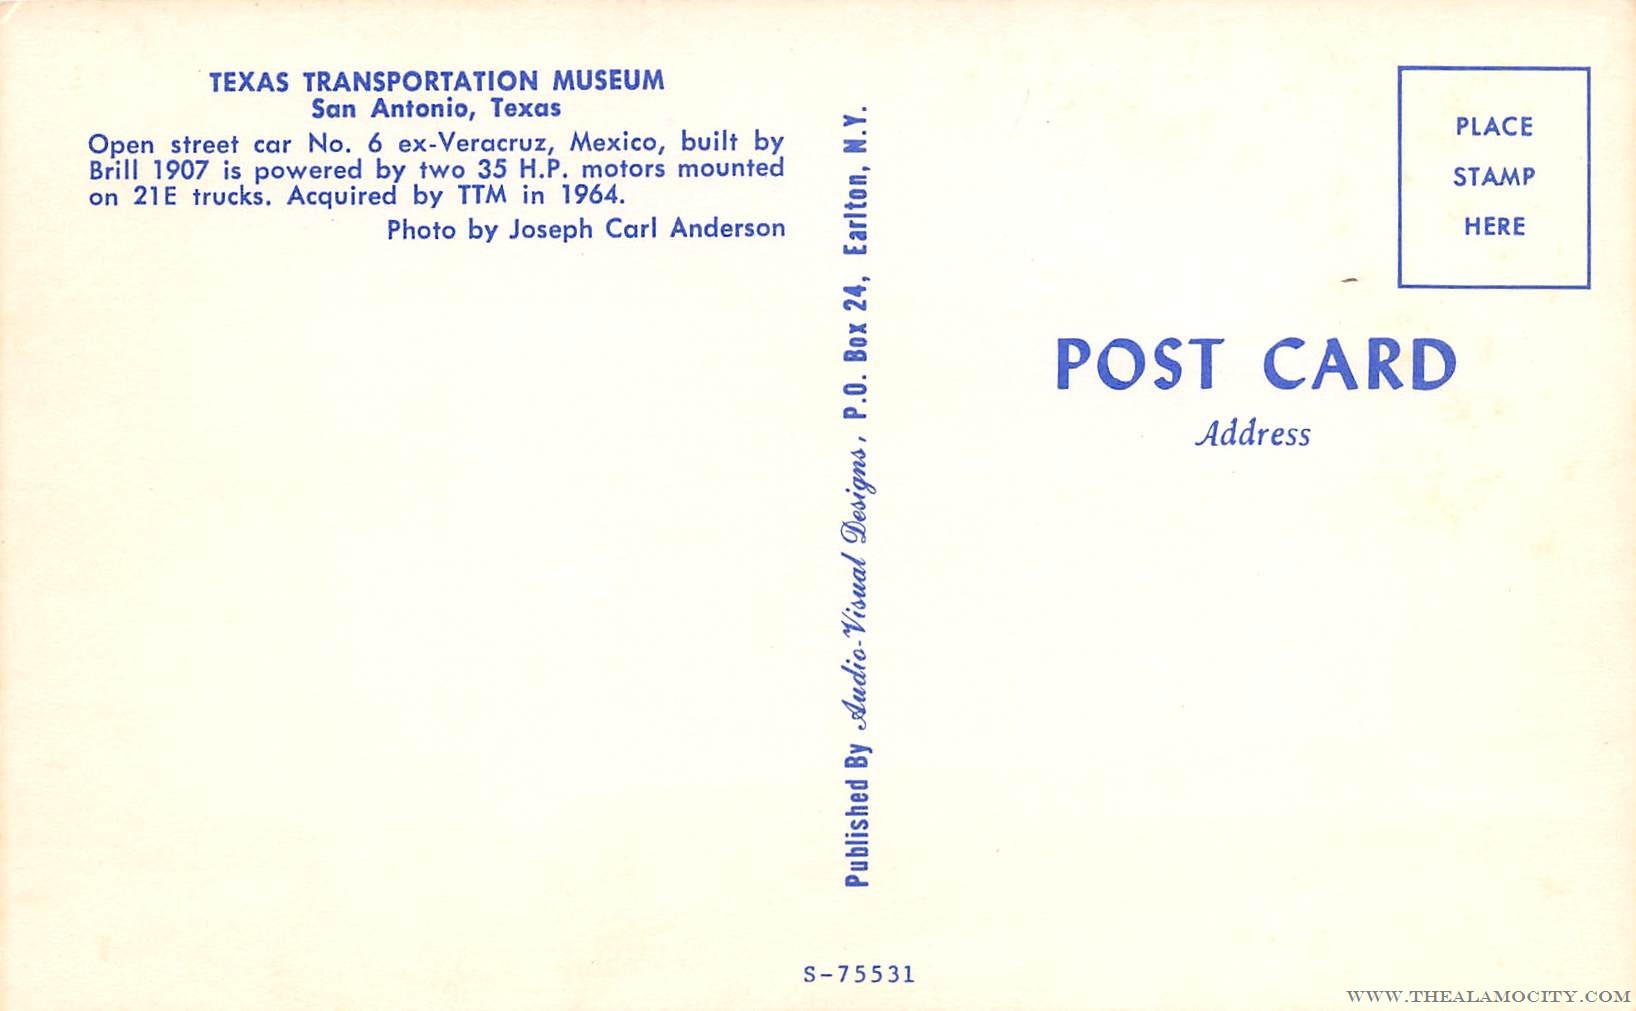 TEXAS TRANSPORTATION MUSEUM
San Antonio, Texas
Open street car No. 6 ex-Veracruz, Mexico, built by
Brill 1907 is powered by two 35 H.P. motors mounted
on 21E trucks. Acquired by TTM in 1964.
Photo by Joseph Carl Anderson
Published By Audio-Visual Designs, P.O. Box 24, Earlton, N.Y.
PLACE
STAMP
HERE
POST CARD
Address
S-75531
WWW.THEALAMOCITY.COM